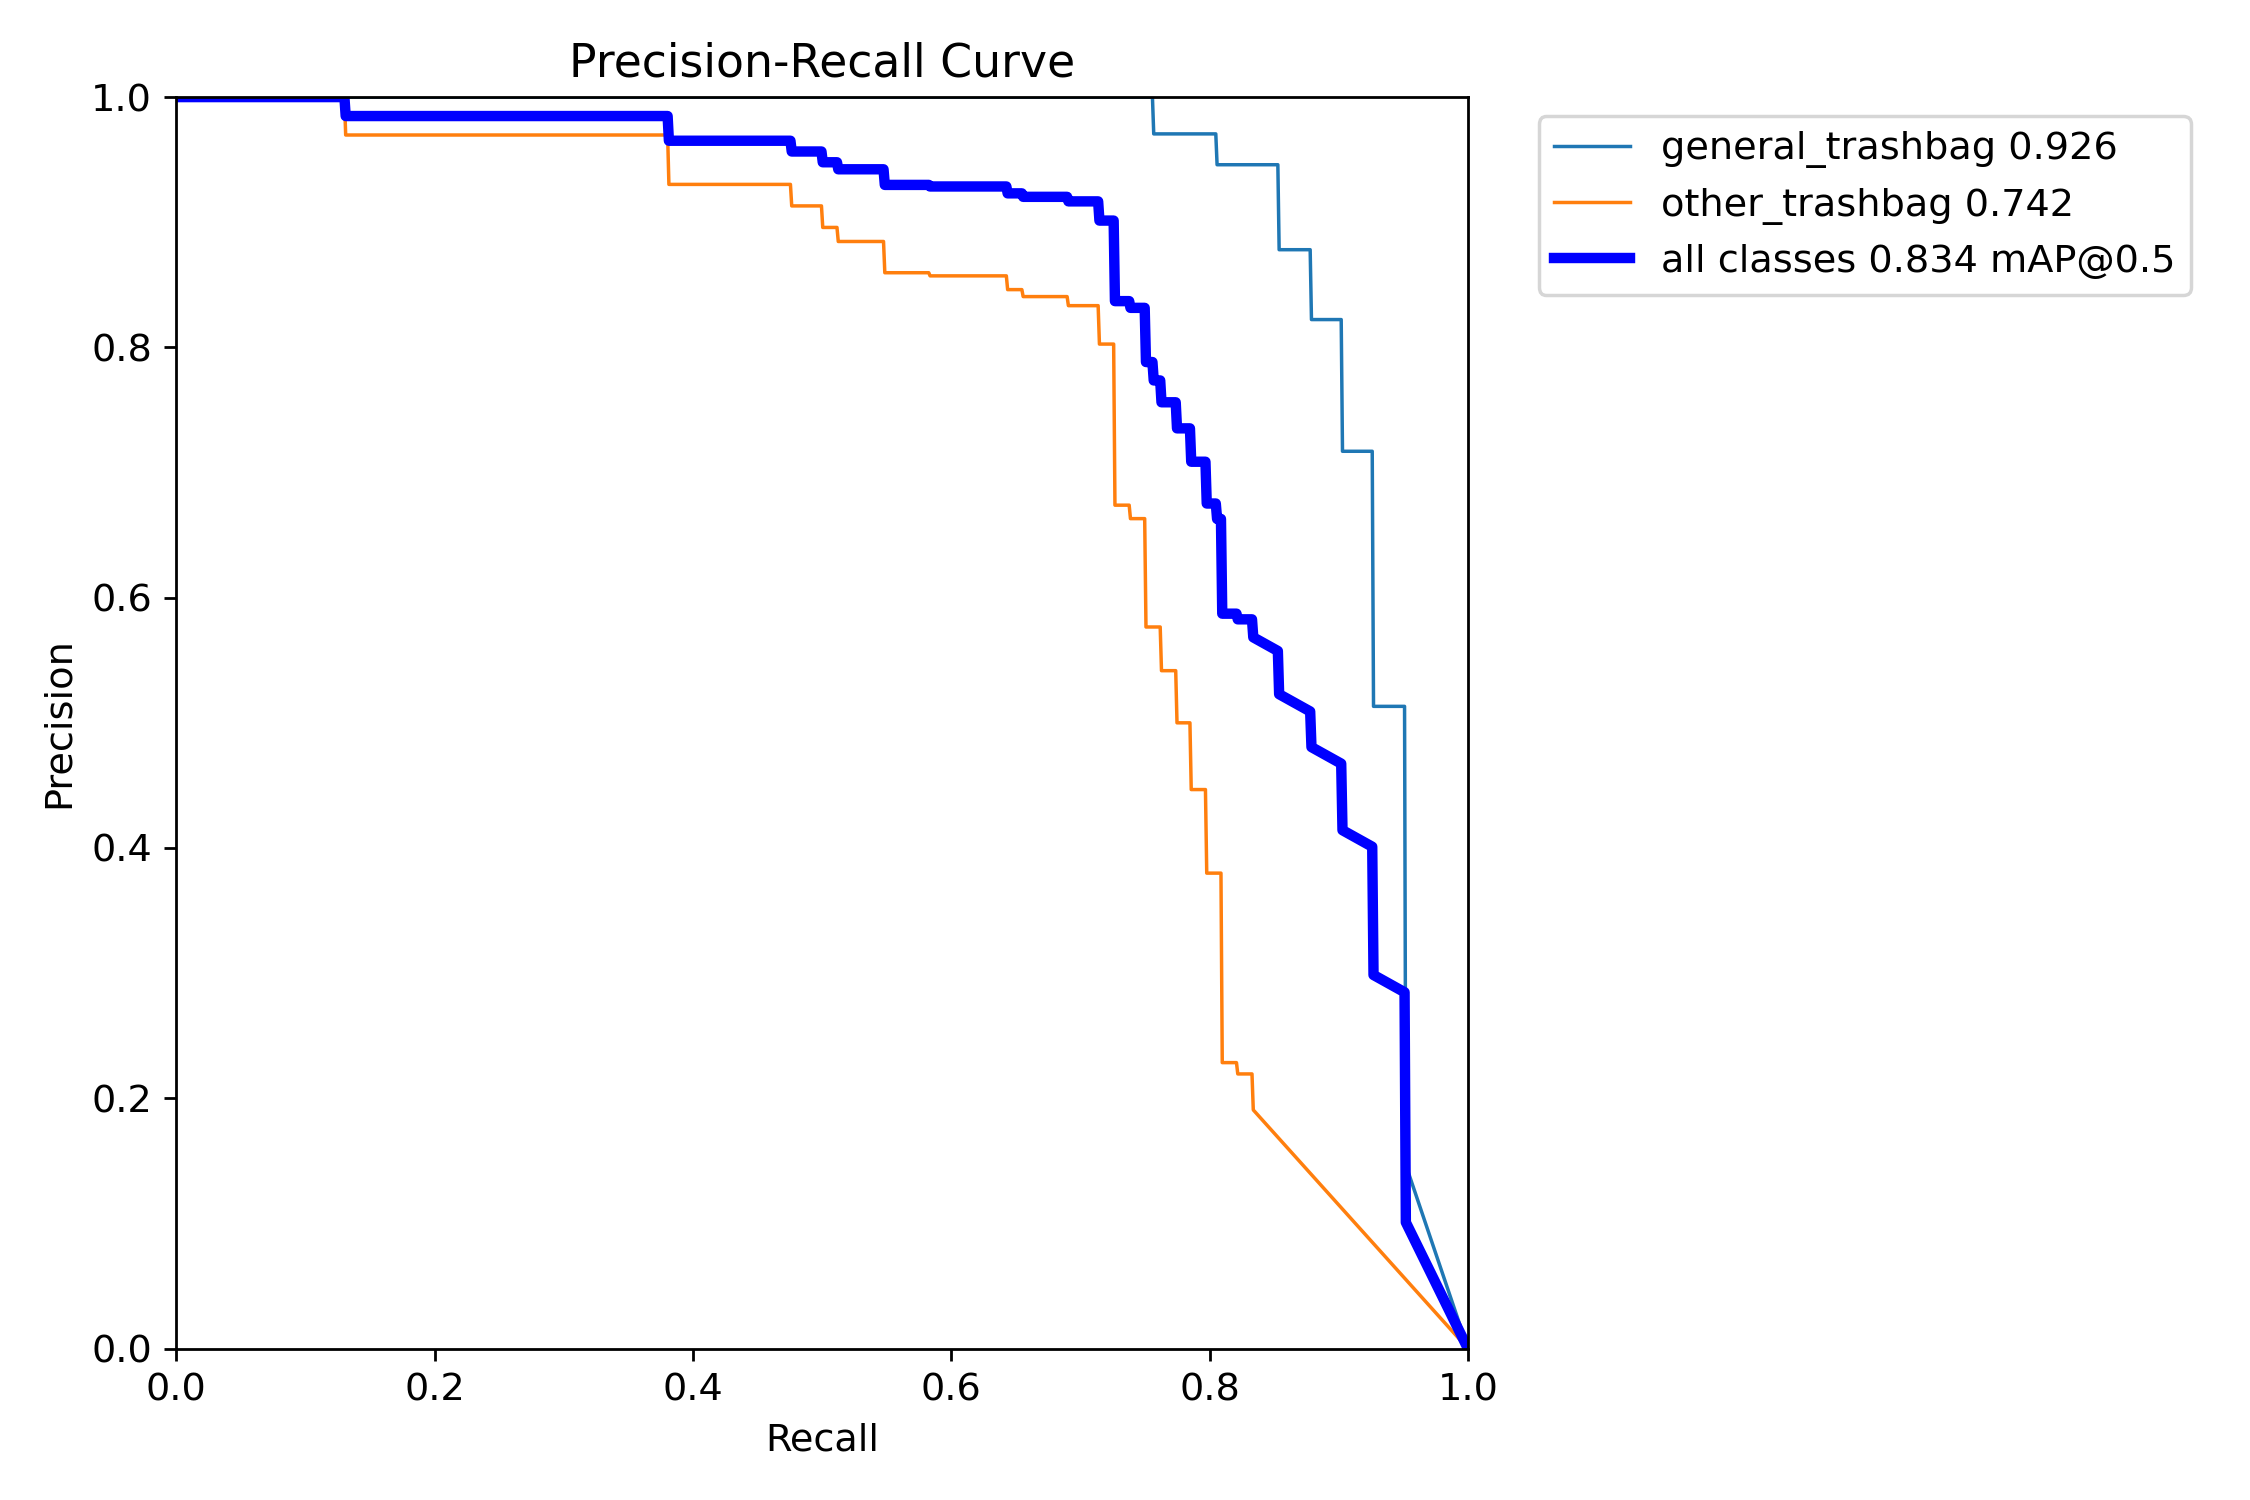 Precision-Recall Curve
general_trashbag 0.926
other_trashbag 0.742
all classes 0.834 mAP@0.5
Precision
1.0
0.8
0.6
0.4
0.2
0.0
0.0 0.2 0.4 0.6 0.8 1.0
Recall